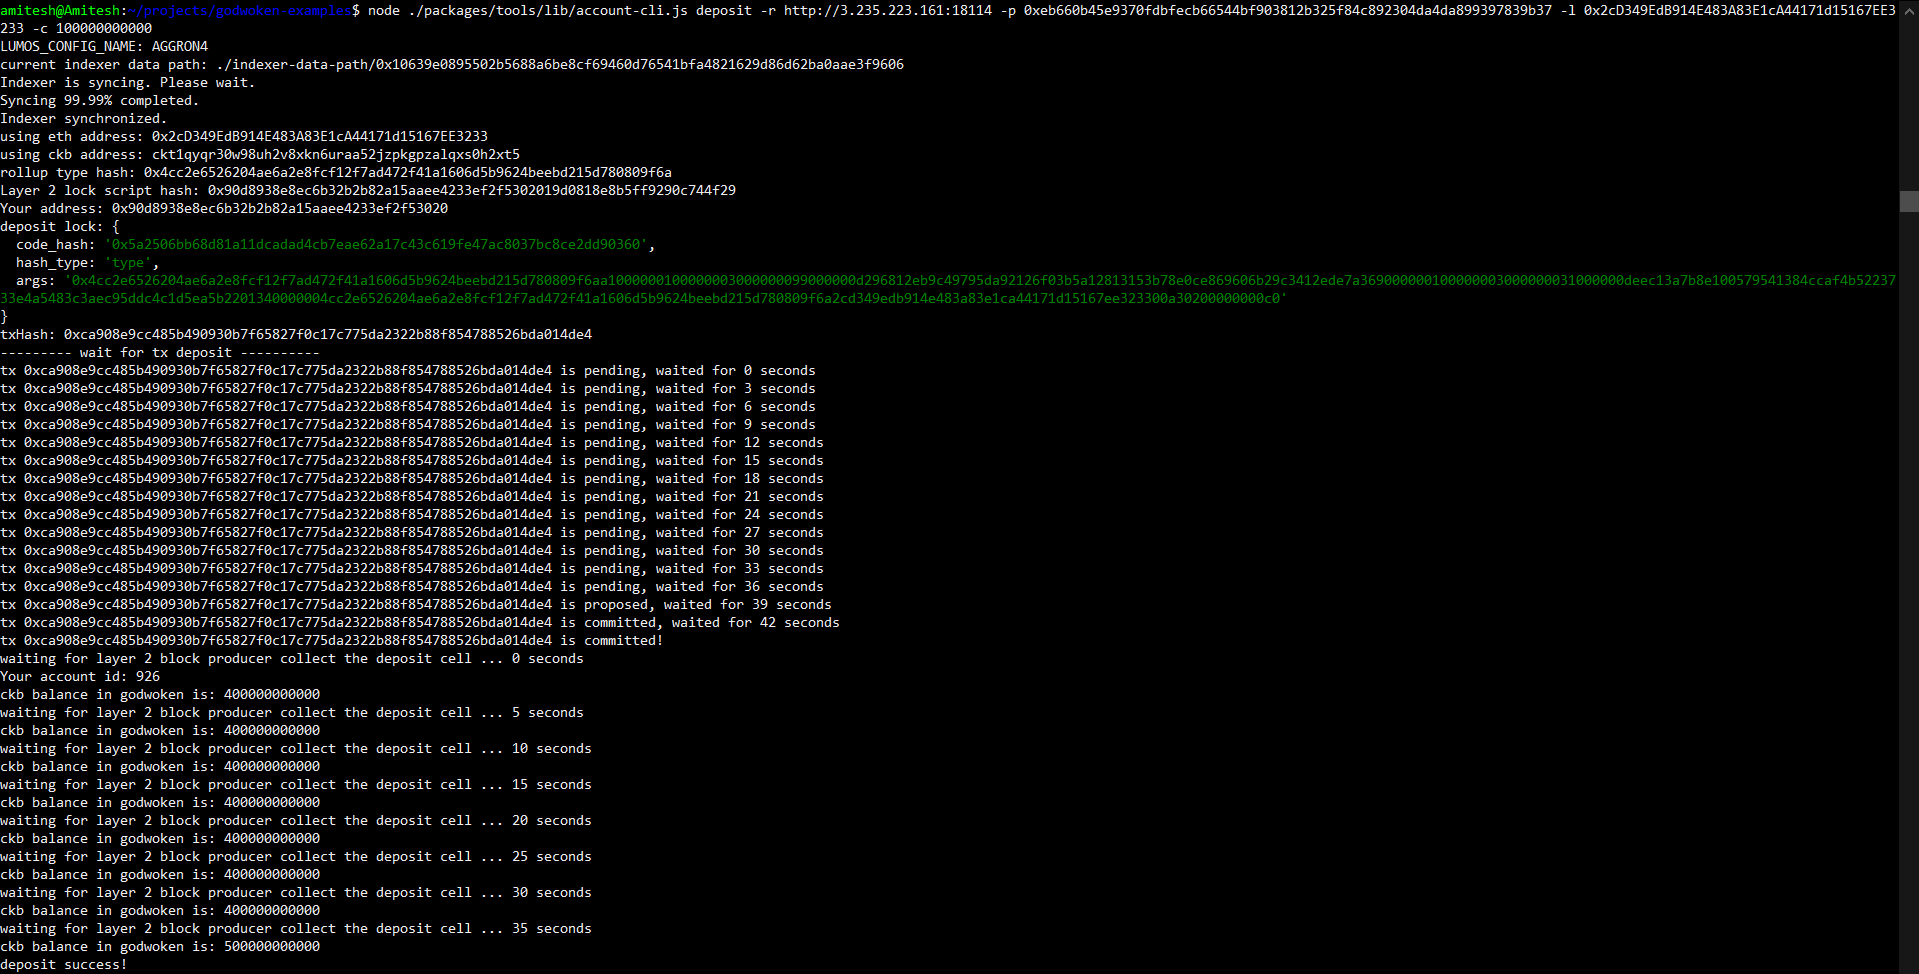 amitesh@Amitesh:~/projects/godwoken-examples$ node ./packages/tools/lib/account-cli.js deposit -r http://3.235.223.161:18114 -p 0xeb660b45e9370fdbfecb66544bf903812b325f84c892304da4da899397839b37 -l 0x2cD349EdB914E483A83E1cA44171d15167EE3
233 -c 100000000000
LUMOS_CONFIG_NAME: AGGRON4
current indexer data path: ./indexer-data-path/0x10639e0895502b5688a6be8cf69460d76541bfa4821629d86d62ba0aae3f9606
Indexer is syncing. Please wait.
Syncing 99.99% completed.
Indexer synchronized.
using eth address: 0x2cD349EdB914E483A83E1cA44171d15167EE3233
using ckb address: ckt1qyqr30w98uh2v8xkn6uraa52jzpkgpzalqxs0h2xt5
rollup type hash: 0x4cc2e6526204ae6a2e8fcf12f7ad472f41a1606d5b9624beebd215d780809f6a
Layer 2 lock script hash: 0x90d8938e8ec6b32b2b82a15aaee4233ef2f5302019d0818e8b5ff9290c744f29
Your address: 0x90d8938e8ec6b32b2b82a15aaee4233ef2f53020
deposit lock: {
  code_hash: '0x5a2506bb68d81a11dcadad4cb7eae62a17c43c619fe47ac8037bc8ce2dd90360',
  hash_type: 'type',
  args: '0x4cc2e6526204ae6a2e8fcf12f7ad472f41a1606d5b9624beebd215d780809f6aa10000001000000030000000990000000d296812eb9c49795da92126f03b5a12813153b78e0ce869606b29c3412ede7a36900000001000000030000000310000000deec13a7b8e100579541384ccaf4b52237
33e4a5483c3aec95ddc4c1d5ea5b2201340000004cc2e6526204ae6a2e8fcf12f7ad472f41a1606d5b9624beebd215d780809f6a2cd349edb914e483a83e1ca44171d15167ee323300a30200000000c0'
}
txHash: 0xca908e9cc485b490930b7f65827f0c17c775da2322b88f854788526bda014de4
--------- wait for tx deposit ----------
tx 0xca908e9cc485b490930b7f65827f0c17c775da2322b88f854788526bda014de4 is pending, waited for 0 seconds
tx 0xca908e9cc485b490930b7f65827f0c17c775da2322b88f854788526bda014de4 is pending, waited for 3 seconds
tx 0xca908e9cc485b490930b7f65827f0c17c775da2322b88f854788526bda014de4 is pending, waited for 6 seconds
tx 0xca908e9cc485b490930b7f65827f0c17c775da2322b88f854788526bda014de4 is pending, waited for 9 seconds
tx 0xca908e9cc485b490930b7f65827f0c17c775da2322b88f854788526bda014de4 is pending, waited for 12 seconds
tx 0xca908e9cc485b490930b7f65827f0c17c775da2322b88f854788526bda014de4 is pending, waited for 15 seconds
tx 0xca908e9cc485b490930b7f65827f0c17c775da2322b88f854788526bda014de4 is pending, waited for 18 seconds
tx 0xca908e9cc485b490930b7f65827f0c17c775da2322b88f854788526bda014de4 is pending, waited for 21 seconds
tx 0xca908e9cc485b490930b7f65827f0c17c775da2322b88f854788526bda014de4 is pending, waited for 24 seconds
tx 0xca908e9cc485b490930b7f65827f0c17c775da2322b88f854788526bda014de4 is pending, waited for 27 seconds
tx 0xca908e9cc485b490930b7f65827f0c17c775da2322b88f854788526bda014de4 is pending, waited for 30 seconds
tx 0xca908e9cc485b490930b7f65827f0c17c775da2322b88f854788526bda014de4 is pending, waited for 33 seconds
tx 0xca908e9cc485b490930b7f65827f0c17c775da2322b88f854788526bda014de4 is pending, waited for 36 seconds
tx 0xca908e9cc485b490930b7f65827f0c17c775da2322b88f854788526bda014de4 is proposed, waited for 39 seconds
tx 0xca908e9cc485b490930b7f65827f0c17c775da2322b88f854788526bda014de4 is committed, waited for 42 seconds
tx 0xca908e9cc485b490930b7f65827f0c17c775da2322b88f854788526bda014de4 is committed!
waiting for layer 2 block producer collect the deposit cell ... 0 seconds
Your account id: 926
ckb balance in godwoken is: 400000000000
waiting for layer 2 block producer collect the deposit cell ... 5 seconds
ckb balance in godwoken is: 400000000000
waiting for layer 2 block producer collect the deposit cell ... 10 seconds
ckb balance in godwoken is: 400000000000
waiting for layer 2 block producer collect the deposit cell ... 15 seconds
ckb balance in godwoken is: 400000000000
waiting for layer 2 block producer collect the deposit cell ... 20 seconds
ckb balance in godwoken is: 400000000000
waiting for layer 2 block producer collect the deposit cell ... 25 seconds
ckb balance in godwoken is: 400000000000
waiting for layer 2 block producer collect the deposit cell ... 30 seconds
ckb balance in godwoken is: 400000000000
waiting for layer 2 block producer collect the deposit cell ... 35 seconds
ckb balance in godwoken is: 500000000000
deposit success!